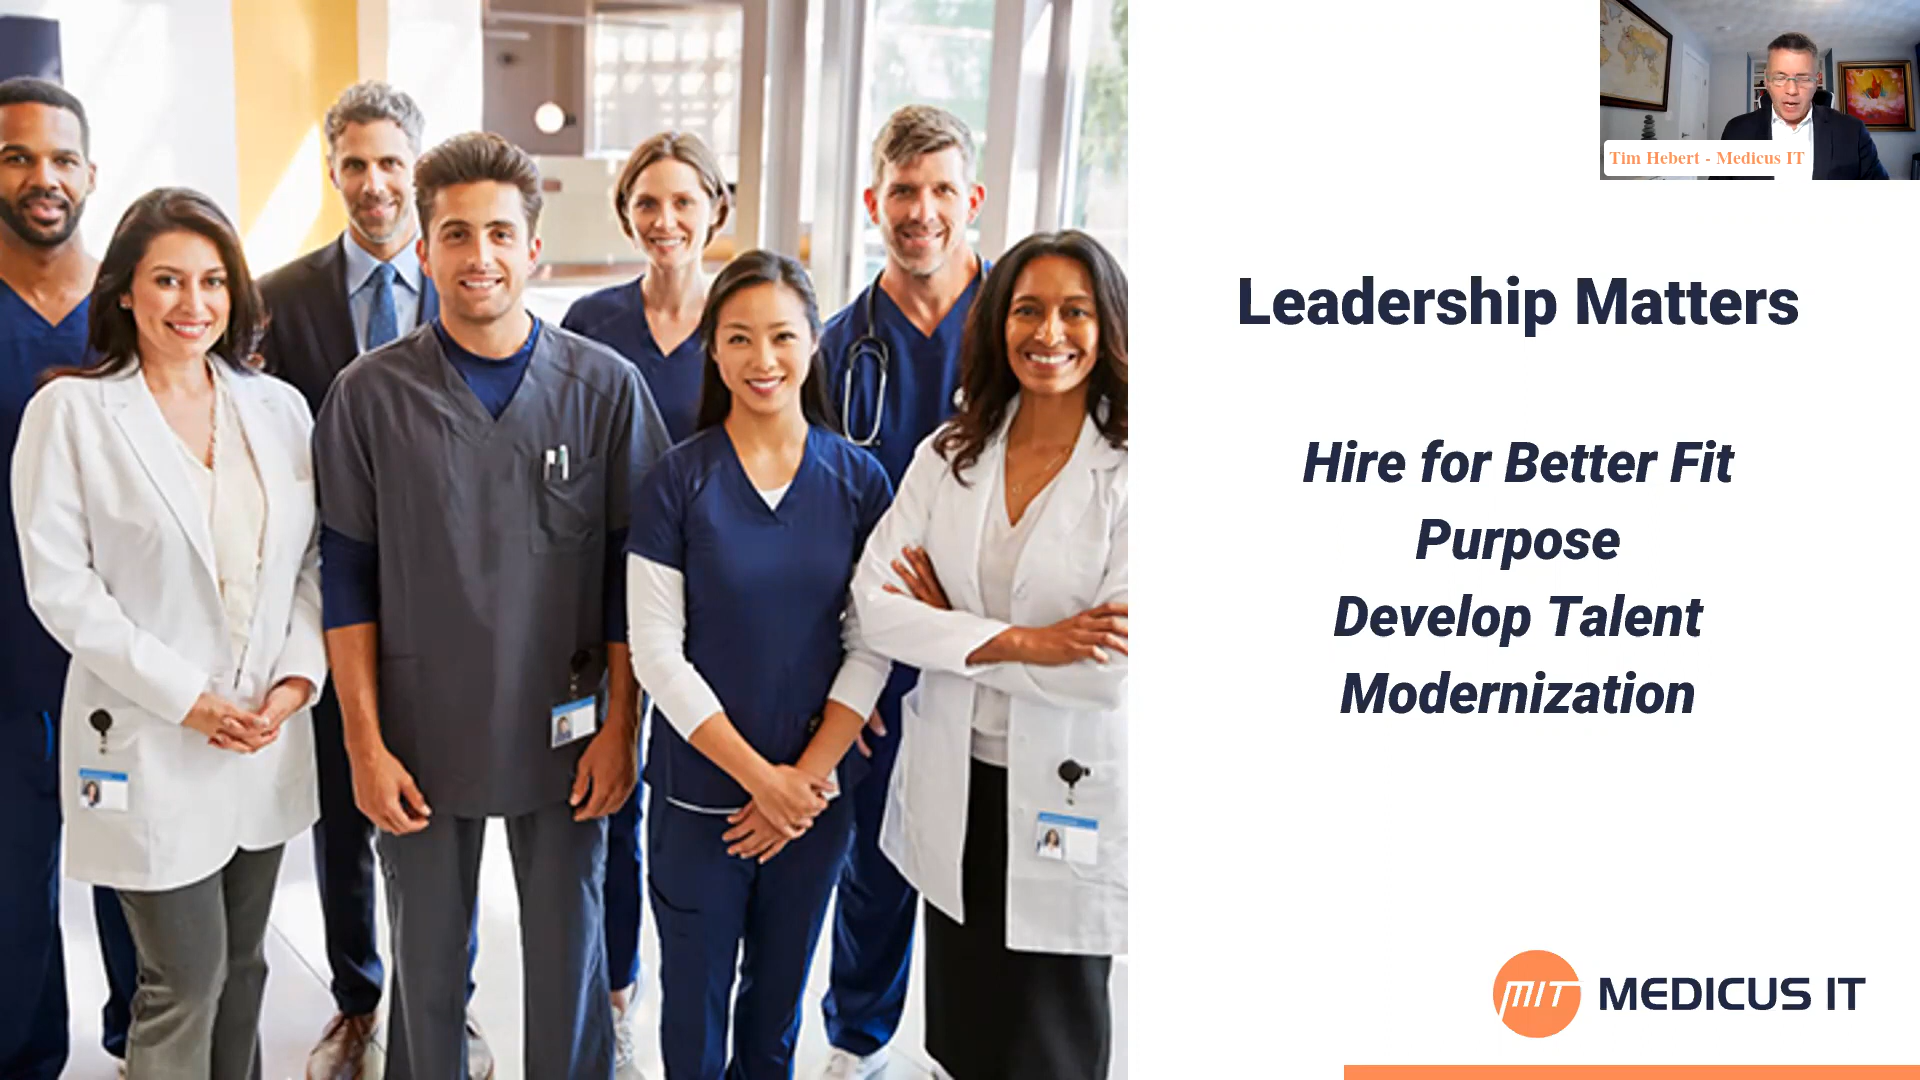 Tim Hebert - Medicus IT
Leadership Matters
Hire for Better Fit
Purpose
Develop Talent
Modernization
MIT MEDICUS IT